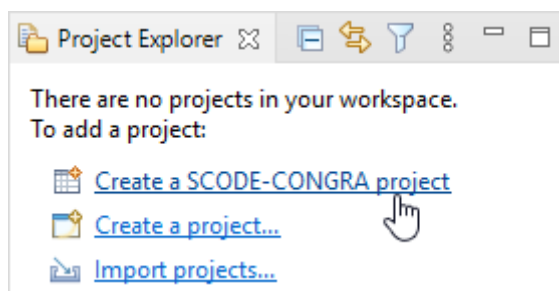 Project Explorer
There are no projects in your workspace.
To add a project:
Create a SCODE-CONGRA project
Create a project...
Import projects...